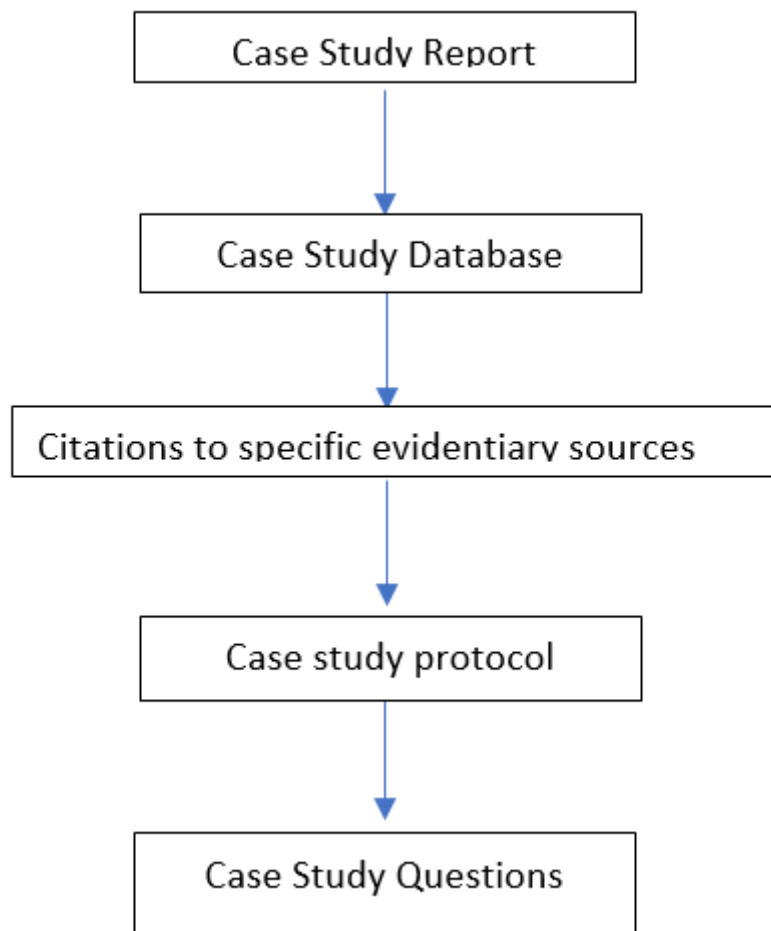 Case Study Report
Case Study Database
Citations to specific evidentiary sources
Case study protocol
Case Study Questions